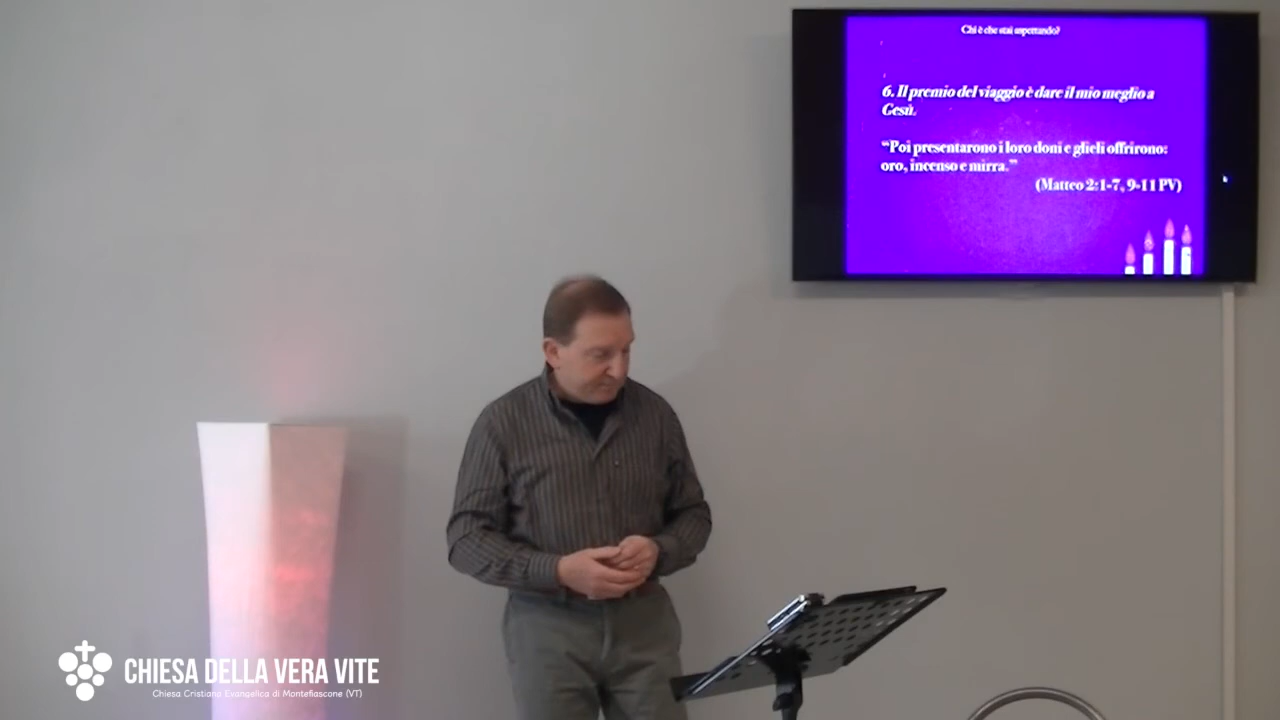 Chi è che stai aspettando?
6. Il premio del viaggio è dare il mio meglio a
Gesù.
“Poi presentarono i loro doni e glieli offrirono:
oro, incenso e mirra.”
(Matteo 2:1-7, 9-11 PV)
CHIESA DELLA VERA VITE
Chiesa Cristiana Evangelica di Montefiascone (VT)